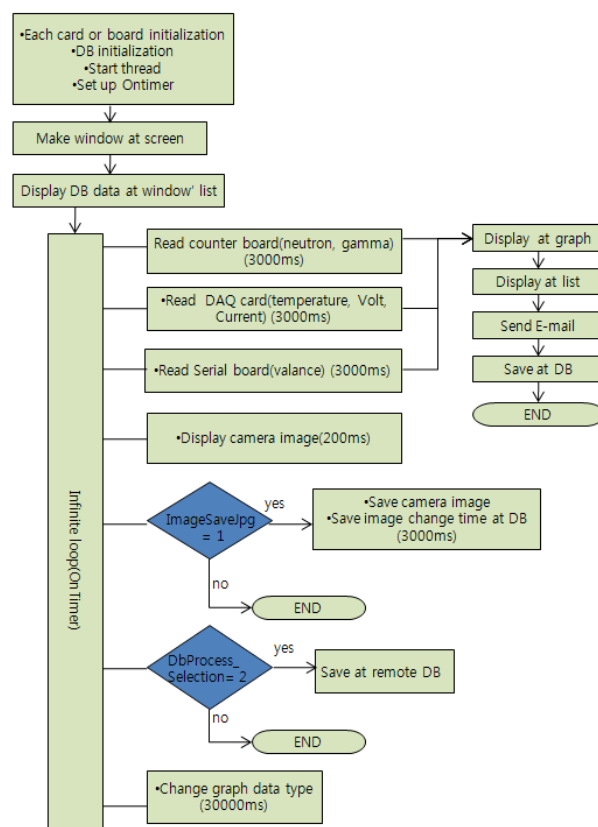 •Each card or board initialization
•DB initialization
•Start thread
•Set up Ontimer
Make window at screen
Display DB data at window' list
Infinite loop(OnTimer)
Read counter board(neutron, gamma)
(3000ms)
•Read DAQ card(temperature, Volt,
Current) (3000ms)
•Read Serial board(valance) (3000ms)
Display at graph
Display at list
Send E-mail
Save at DB
END
•Display camera image(200ms)
ImageSaveJpg
= 1
yes
•Save camera image
•Save image change time at DB
(3000ms)
no
END
DbProcess_
Selection= 2
yes
Save at remote DB
no
END
•Change graph data type
(30000ms)